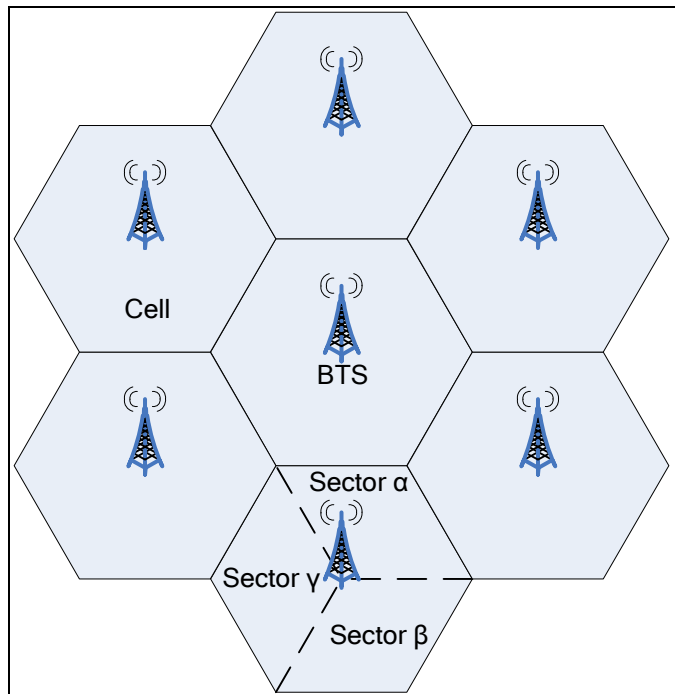 Cell
BTS
Sector α
Sector γ
Sector β